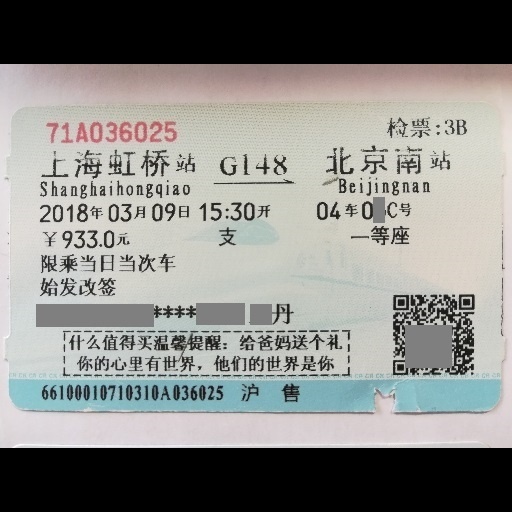 71A036025 检票:3B
上海虹桥站 G148 北京南站
Shanghaihongqiao Beijingnan
2018年03月09日15:30开 04车0 C号
￥933.0元 支 一等座
限乘当日当次车
始发改签
**** 丹
什么值得买温馨提醒：给爸妈送个礼
你的心里有世界，他们的世界是你
66100010710310A036025 沪售